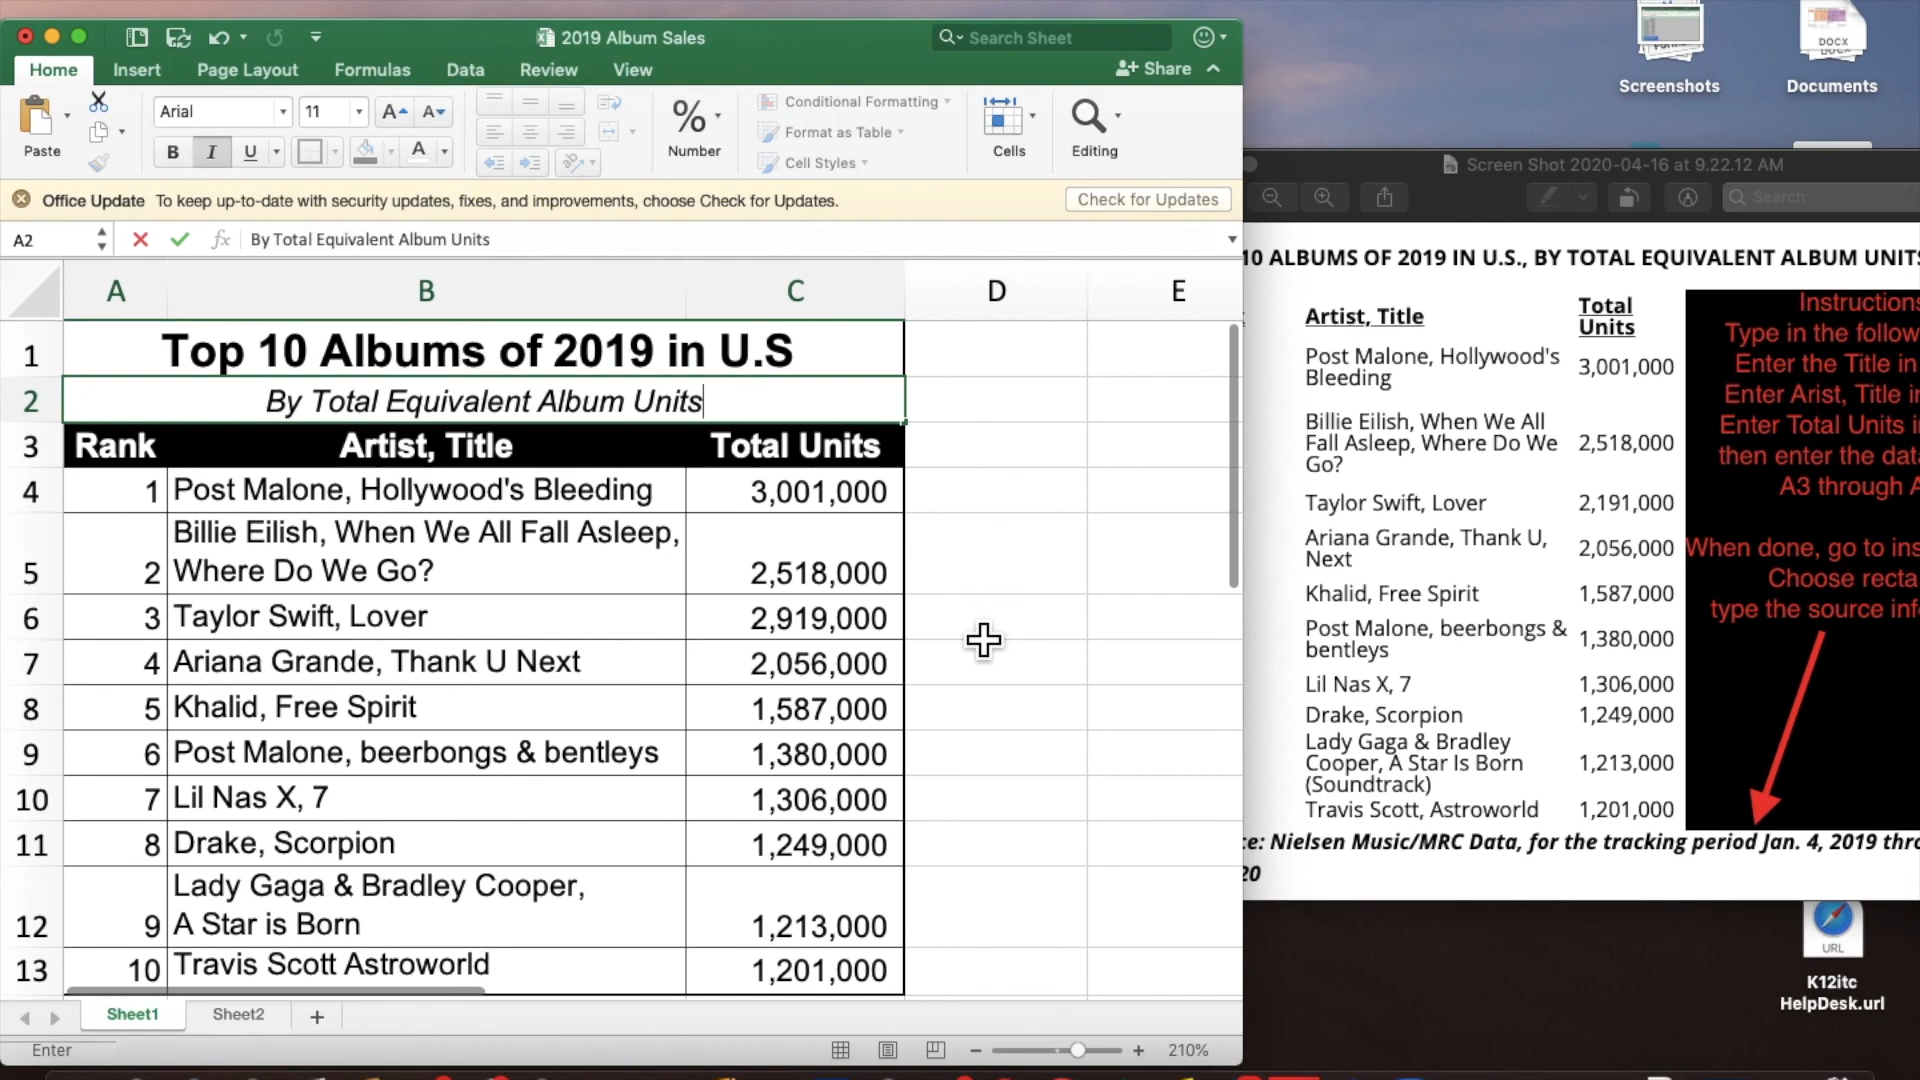 2019 Album Sales
Search Sheet
Home Insert Page Layout Formulas Data Review View
Share
Paste
Arial
11
A A
B I U
A
%
Number
Conditional Formatting
Format as Table
Cell Styles
Cells
Editing
Office Update To keep up-to-date with security updates, fixes, and improvements, choose Check for Updates.
Check for Updates
A2
fx
By Total Equivalent Album Units
A B C D E
1 Top 10 Albums of 2019 in U.S
2 By Total Equivalent Album Units
3 Rank Artist, Title Total Units
4 1 Post Malone, Hollywood's Bleeding 3,001,000
Billie Eilish, When We All Fall Asleep,
5 2 Where Do We Go? 2,518,000
6 3 Taylor Swift, Lover 2,919,000
7 4 Ariana Grande, Thank U Next 2,056,000
8 5 Khalid, Free Spirit 1,587,000
9 6 Post Malone, beerbongs & bentleys 1,380,000
10 7 Lil Nas X, 7 1,306,000
11 8 Drake, Scorpion 1,249,000
Lady Gaga & Bradley Cooper,
12 9 A Star is Born 1,213,000
13 10 Travis Scott Astroworld 1,201,000
Sheet1 Sheet2 +
Enter
210%
Screenshots
DOCX
Documents
Screen Shot 2020-04-16 at 9.22.12 AM
Search
10 ALBUMS OF 2019 IN U.S., BY TOTAL EQUIVALENT ALBUM UNITS
Artist, Title
Total
Units
Post Malone, Hollywood's
Bleeding
3,001,000
Billie Eilish, When We All
Fall Asleep, Where Do We
Go?
2,518,000
Taylor Swift, Lover 2,191,000
Ariana Grande, Thank U,
Next
2,056,000
Khalid, Free Spirit 1,587,000
Post Malone, beerbongs &
bentleys
1,380,000
Lil Nas X, 7 1,306,000
Drake, Scorpion 1,249,000
Lady Gaga & Bradley
Cooper, A Star Is Born
(Soundtrack)
1,213,000
Travis Scott, Astroworld 1,201,000
Instructions
Type in the follow
Enter the Title in
Enter Arist, Title i
Enter Total Units i
then enter the dat
A3 through A
When done, go to ins
Choose recta
type the source inf
ce: Nielsen Music/MRC Data, for the tracking period Jan. 4, 2019 thro
20
URL
K12itc
HelpDesk.url